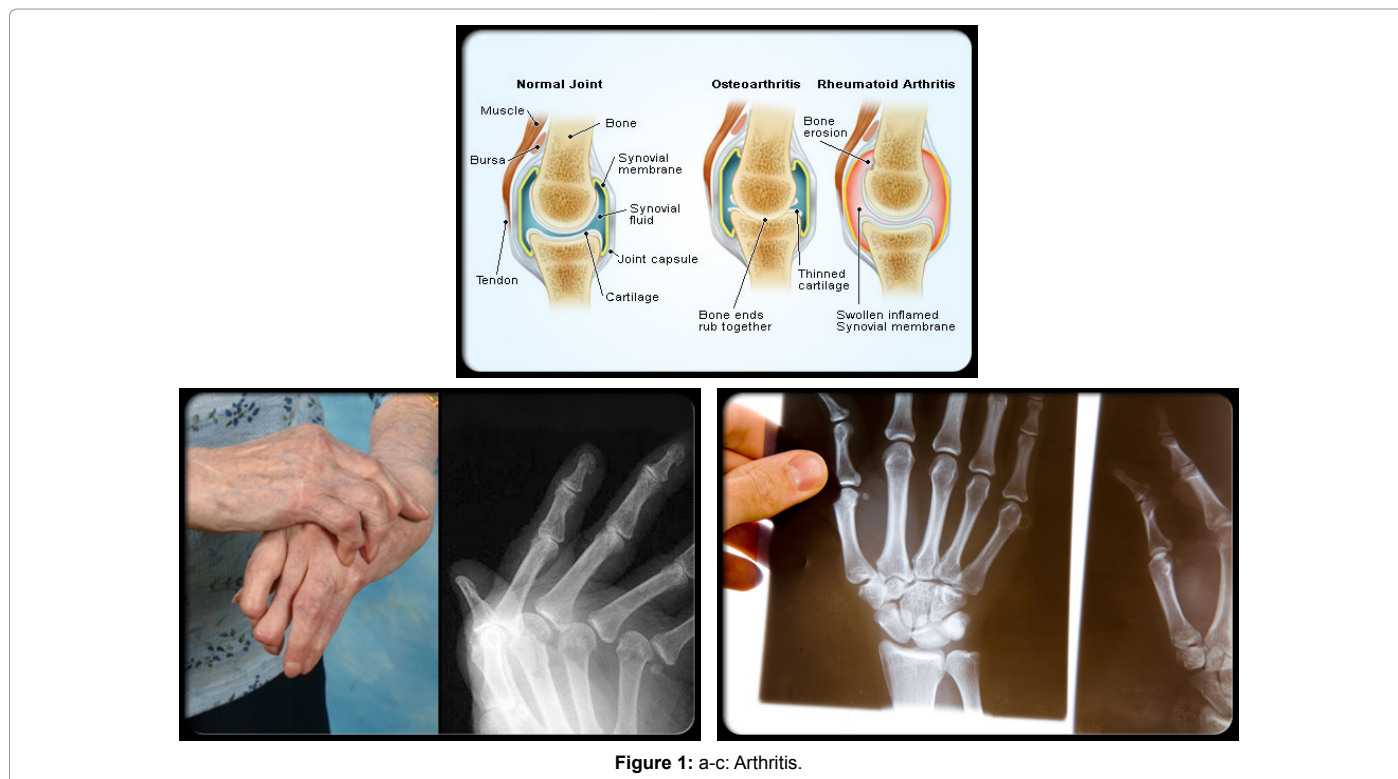 Normal Joint
Osteoarthritis
Rheumatoid Arthritis
Muscle
Bone
Bursa
Synovial
membrane
Synovial
fluid
Joint capsule
Tendon
Cartilage
Bone
erosion
Thinned
cartilage
Bone ends
rub together
Swollen inflamed
Synovial membrane
Figure 1: a-c: Arthritis.